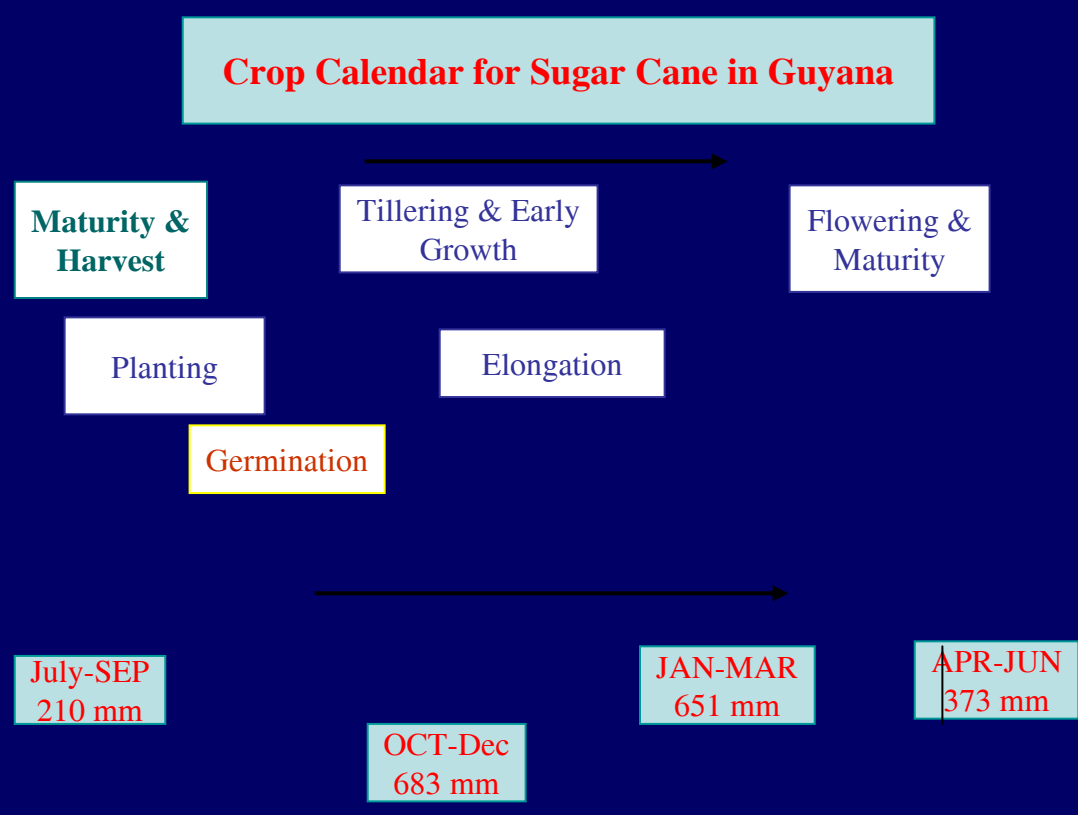 Crop Calendar for Sugar Cane in Guyana
Maturity &
Harvest
Tillering & Early
Growth
Flowering &
Maturity
Planting
Elongation
Germination
July-SEP
210 mm
OCT-Dec
683 mm
JAN-MAR
651 mm
APR-JUN
373 mm